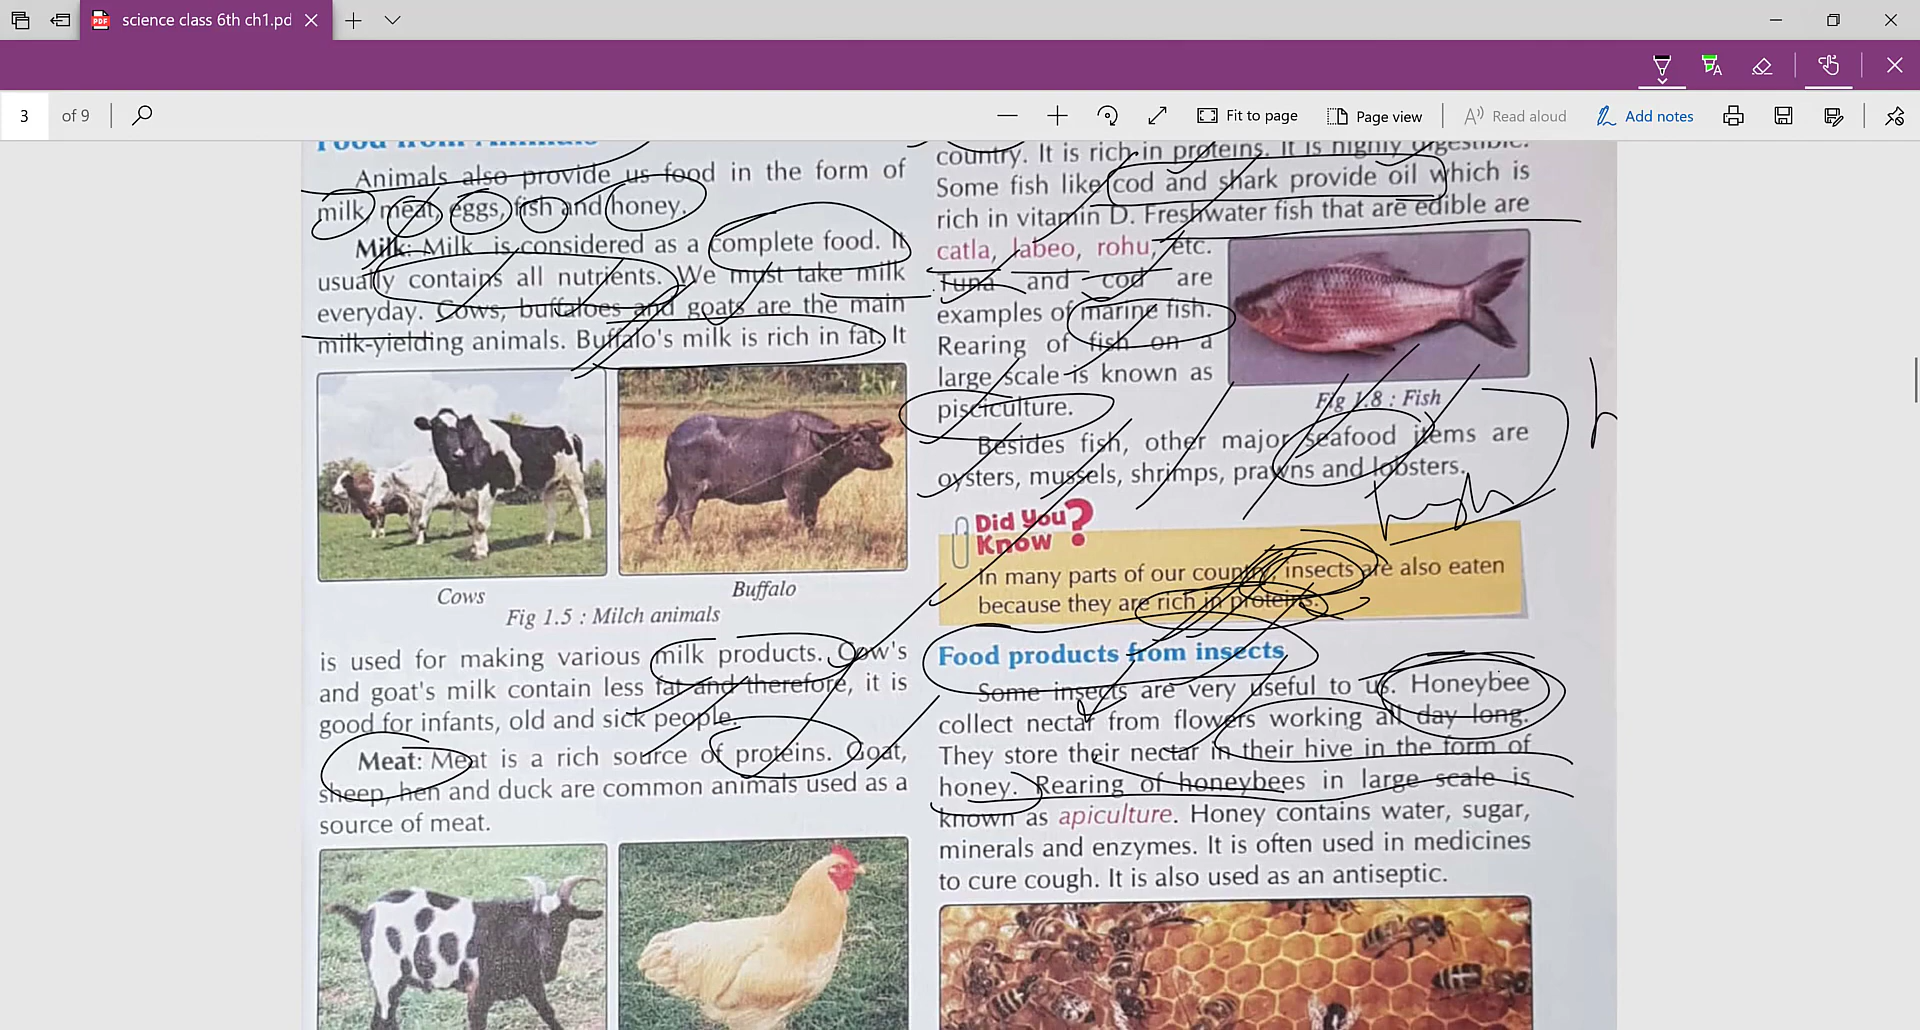 science class 6th ch1.pd
3 of 9
Fit to page
Page view
Read aloud
Add notes
Food from Animals
Animals also provide us food in the form of
milk, meat, eggs, fish and honey.
Milk: Milk is considered as a complete food. It
usually contains all nutrients. We must take milk
everyday. Cows, buffaloes and goats are the main
milk-yielding animals. Buffalo's milk is rich in fat. It
Cows
Buffalo
Fig 1.5 : Milch animals
is used for making various milk products. Cow's
and goat's milk contain less fat and therefore, it is
good for infants, old and sick people.
Meat: Meat is a rich source of proteins. Goat,
sheep, hen and duck are common animals used as a
source of meat.
country. It is rich in proteins. It is highly digestible.
Some fish like cod and shark provide oil which is
rich in vitamin D. Freshwater fish that are edible are
catla, labeo, rohu, etc.
Tuna and cod are
examples of marine fish.
Rearing of fish on a
large scale is known as
pisciculture.
Fig 1.8 : Fish
Besides fish, other major seafood items are
oysters, mussels, shrimps, prawns and lobsters.
Did You
Know ?
In many parts of our country, insects are also eaten
because they are rich in proteins.
Food products from insects
Some insects are very useful to us. Honeybee
collect nectar from flowers working all day long.
They store their nectar in their hive in the form of
honey. Rearing of honeybees in large scale is
known as apiculture. Honey contains water, sugar,
minerals and enzymes. It is often used in medicines
to cure cough. It is also used as an antiseptic.